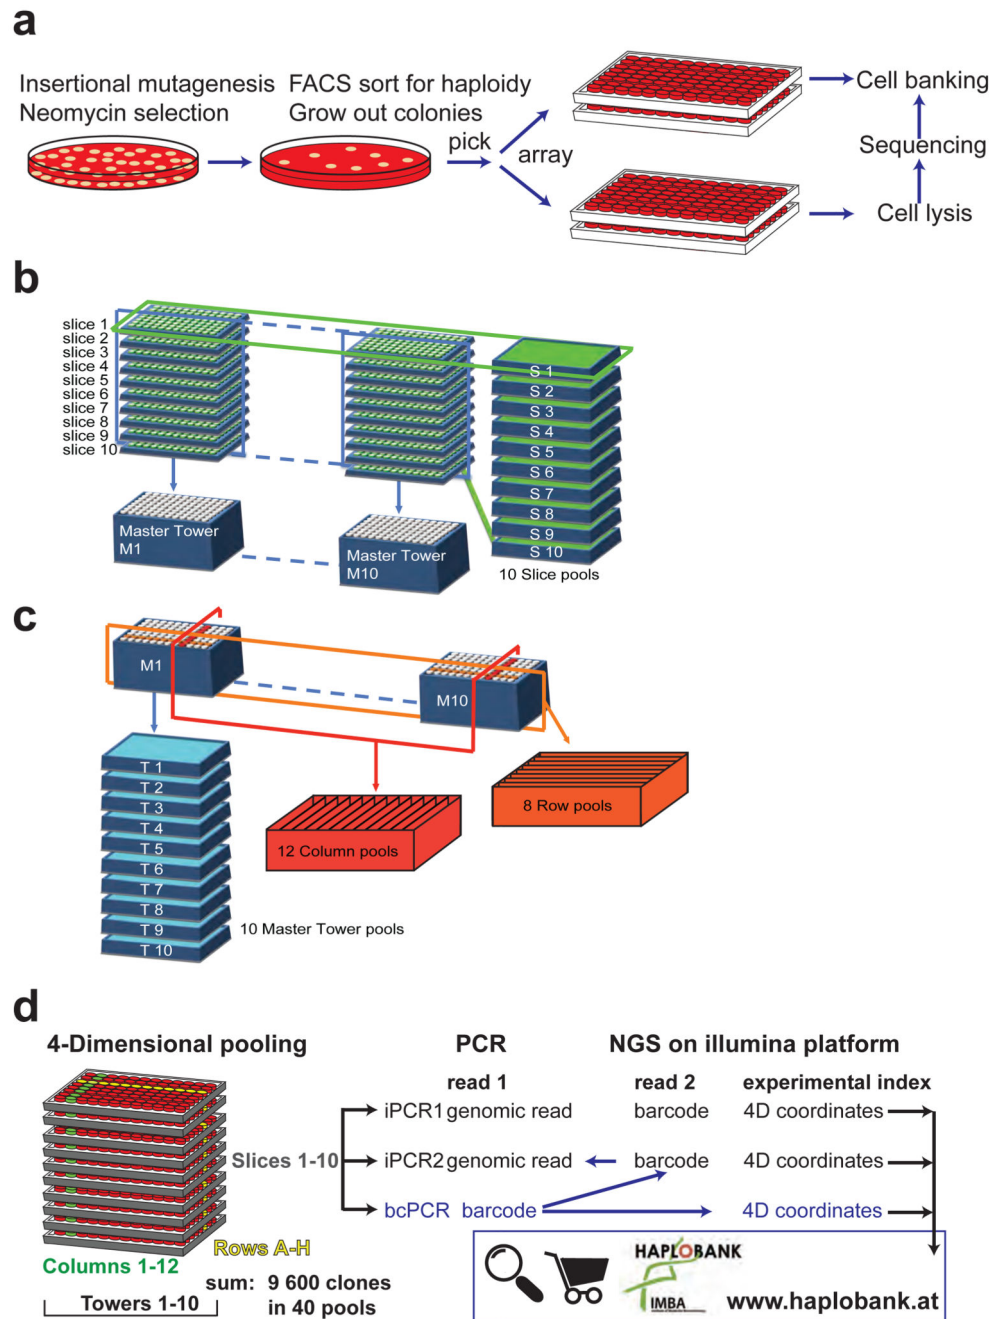 a
Insertional mutagenesis
Neomycin selection
FACS sort for haploidy
Grow out colonies
pick
array
Cell banking
Sequencing
Cell lysis
b
slice 1
slice 2
slice 3
slice 4
slice 5
slice 6
slice 7
slice 8
slice 9
slice 10
Master Tower
M1
Master Tower
M10
S 1
S 2
S 3
S 4
S 5
S 6
S 7
S 8
S 9
S 10
10 Slice pools
c
M1
M10
T 1
T 2
T 3
T 4
T 5
T 6
T 7
T 8
T 9
T 10
10 Master Tower pools
12 Column pools
8 Row pools
d
4-Dimensional pooling
PCR
NGS on illumina platform
read 1
read 2
experimental index
iPCR1 genomic read
barcode
4D coordinates
Slices 1-10
iPCR2 genomic read
barcode
4D coordinates
bcPCR barcode
4D coordinates
Rows A-H
Columns 1-12
Towers 1-10
sum: 9 600 clones
in 40 pools
HAPLOBANK
IMBA
www.haplobank.at